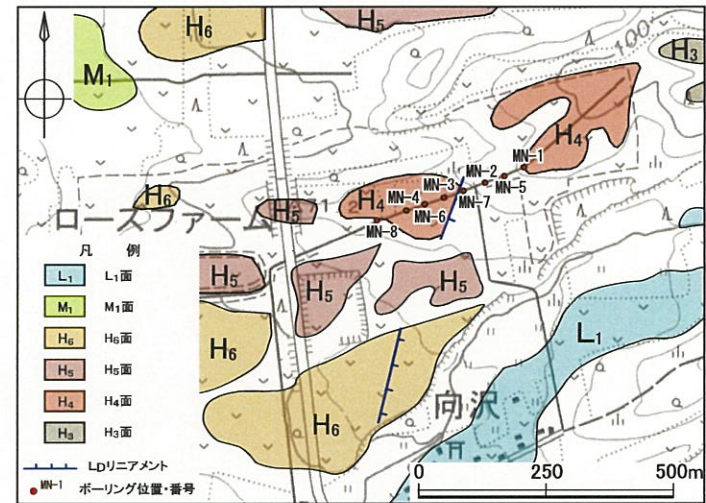 H₆
H₅
100
H₃
M₁
H₄
MN-1
MN-2
MN-5
MN-3
MN-7
MN-4
MN-6
MN-8
H₄
2
1
H₆
H₅
ローズファーム
凡 例
L₁ L₁面
M₁ M₁面
H₆ H₆面
H₅ H₅面
H₄ H₄面
H₃ H₃面
LDリニアメント
MN-1 ボーリング位置・番号
H₅
H₅
H₅
H₆
H₆
L₁
向沢
0 250 500m